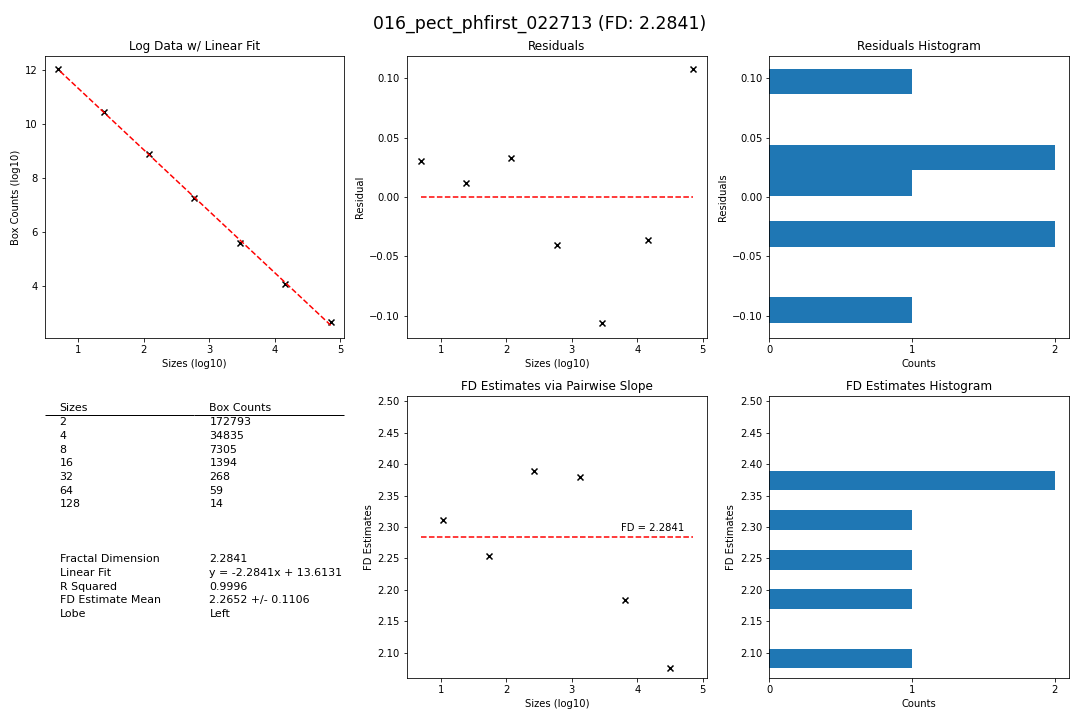 016_pect_phfirst_022713 (FD: 2.2841)
Log Data w/ Linear Fit
12
10
8
6
4
Box Counts (log10)
1 2 3 4 5
Sizes (log10)
Residuals
0.10
0.05
0.00
−0.05
−0.10
Residual
1 2 3 4 5
Sizes (log10)
Residuals Histogram
0.10
0.05
0.00
−0.05
−0.10
Residuals
0 1 2
Counts
Sizes Box Counts
2 172793
4 34835
8 7305
16 1394
32 268
64 59
128 14
Fractal Dimension 2.2841
Linear Fit y = -2.2841x + 13.6131
R Squared 0.9996
FD Estimate Mean 2.2652 +/- 0.1106
Lobe Left
FD Estimates via Pairwise Slope
2.50
2.45
2.40
2.35
2.30
2.25
2.20
2.15
2.10
FD Estimates
FD = 2.2841
1 2 3 4 5
Sizes (log10)
FD Estimates Histogram
2.50
2.45
2.40
2.35
2.30
2.25
2.20
2.15
2.10
FD Estimates
0 1 2
Counts